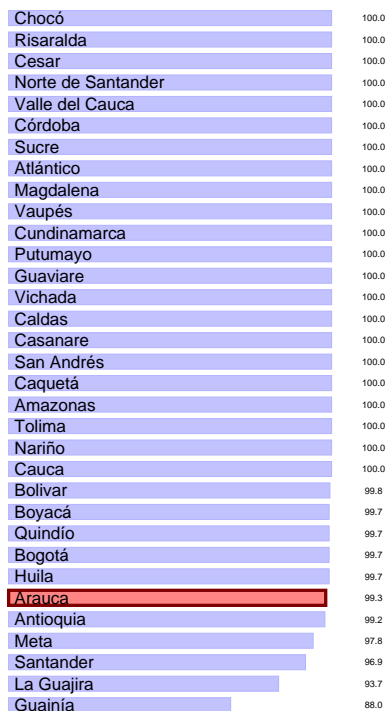 Chocó 100.0
Risaralda 100.0
Cesar 100.0
Norte de Santander 100.0
Valle del Cauca 100.0
Córdoba 100.0
Sucre 100.0
Atlántico 100.0
Magdalena 100.0
Vaupés 100.0
Cundinamarca 100.0
Putumayo 100.0
Guaviare 100.0
Vichada 100.0
Caldas 100.0
Casanare 100.0
San Andrés 100.0
Caquetá 100.0
Amazonas 100.0
Tolima 100.0
Nariño 100.0
Cauca 100.0
Bolivar 99.8
Boyacá 99.7
Quindío 99.7
Bogotá 99.7
Huila 99.7
Arauca 99.3
Antioquia 99.2
Meta 97.8
Santander 96.9
La Guajira 93.7
Guainía 88.0